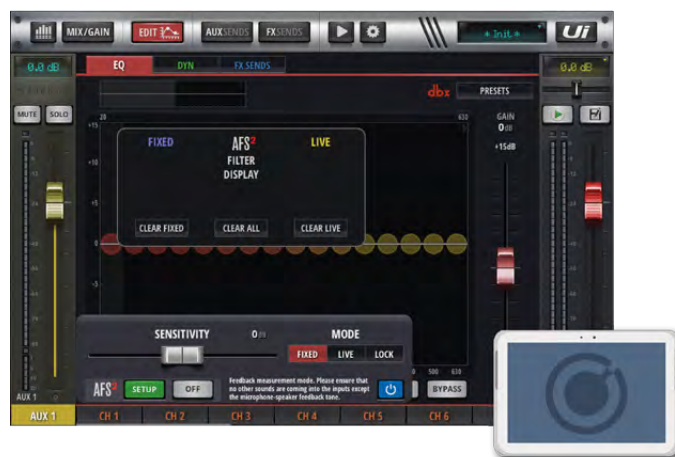 MIX/GAIN
EDIT
AUXSENDS
FXSENDS
* Init *
Ui
0.0 dB
EQ
DYN
FX SENDS
0.0 dB
dbx
PRESETS
MUTE
SOLO
20
630
GAIN
0dB
+15
+15dB
FIXED
AFS²
LIVE
FILTER
DISPLAY
+10
CLEAR FIXED
CLEAR ALL
CLEAR LIVE
+5
0
-5
SENSITIVITY
0dB
MODE
FIXED
LIVE
LOCK
500
630
AFS²
SETUP
OFF
Feedback measurement mode. Please ensure that
no other sounds are coming into the inputs except
the microphone-speaker feedback tone.
BYPASS
AUX 1
AUX 1
CH 1
CH 2
CH 3
CH 4
CH 5
CH 6